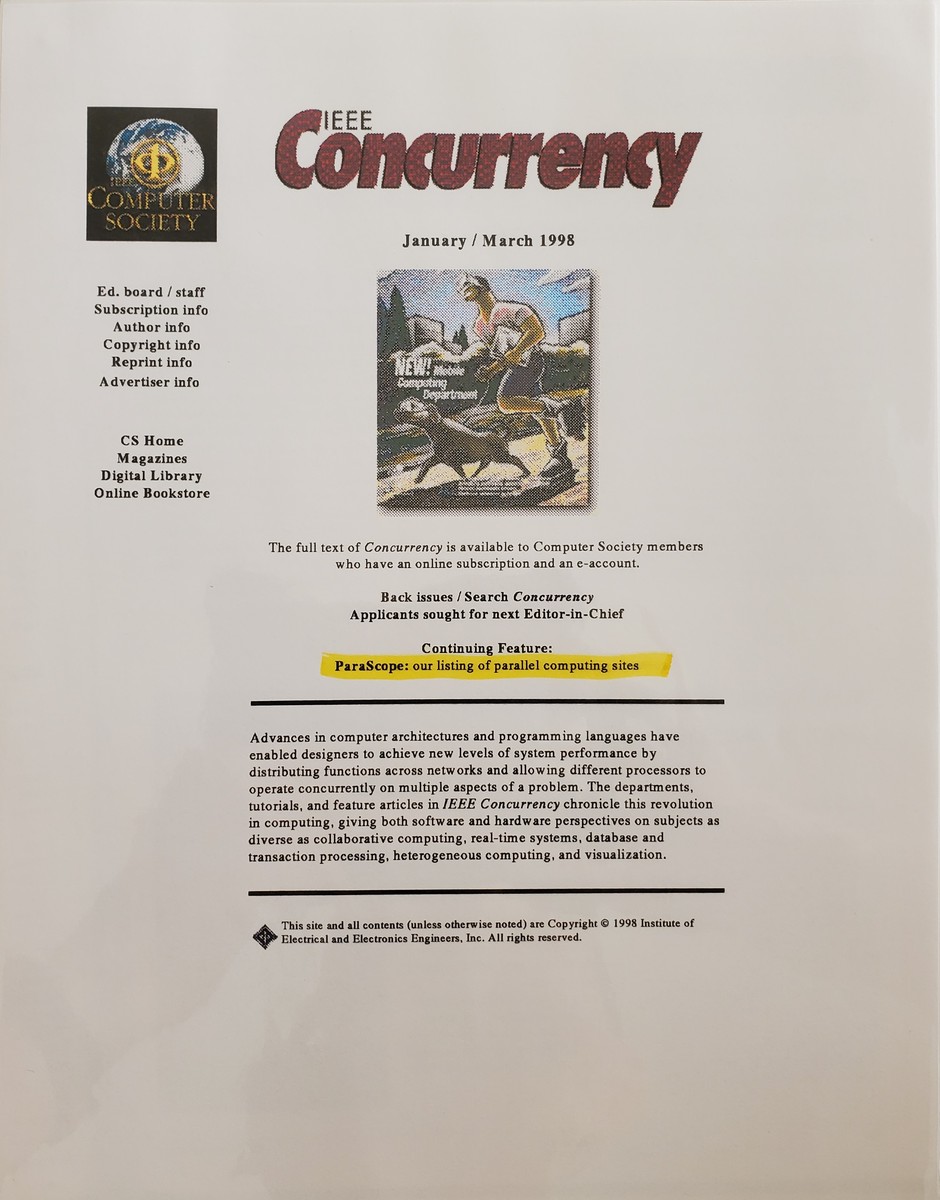 IEEE
COMPUTER
SOCIETY
IEEE
Concurrency
January / March 1998
Ed. board / staff
Subscription info
Author info
Copyright info
Reprint info
Advertiser info
CS Home
Magazines
Digital Library
Online Bookstore
NEW! Mobile
Computing
Department
The full text of Concurrency is available to Computer Society members
who have an online subscription and an e-account.
Back issues / Search Concurrency
Applicants sought for next Editor-in-Chief
Continuing Feature:
ParaScope: our listing of parallel computing sites
Advances in computer architectures and programming languages have
enabled designers to achieve new levels of system performance by
distributing functions across networks and allowing different processors to
operate concurrently on multiple aspects of a problem. The departments,
tutorials, and feature articles in IEEE Concurrency chronicle this revolution
in computing, giving both software and hardware perspectives on subjects as
diverse as collaborative computing, real-time systems, database and
transaction processing, heterogeneous computing, and visualization.
This site and all contents (unless otherwise noted) are Copyright © 1998 Institute of
Electrical and Electronics Engineers, Inc. All rights reserved.